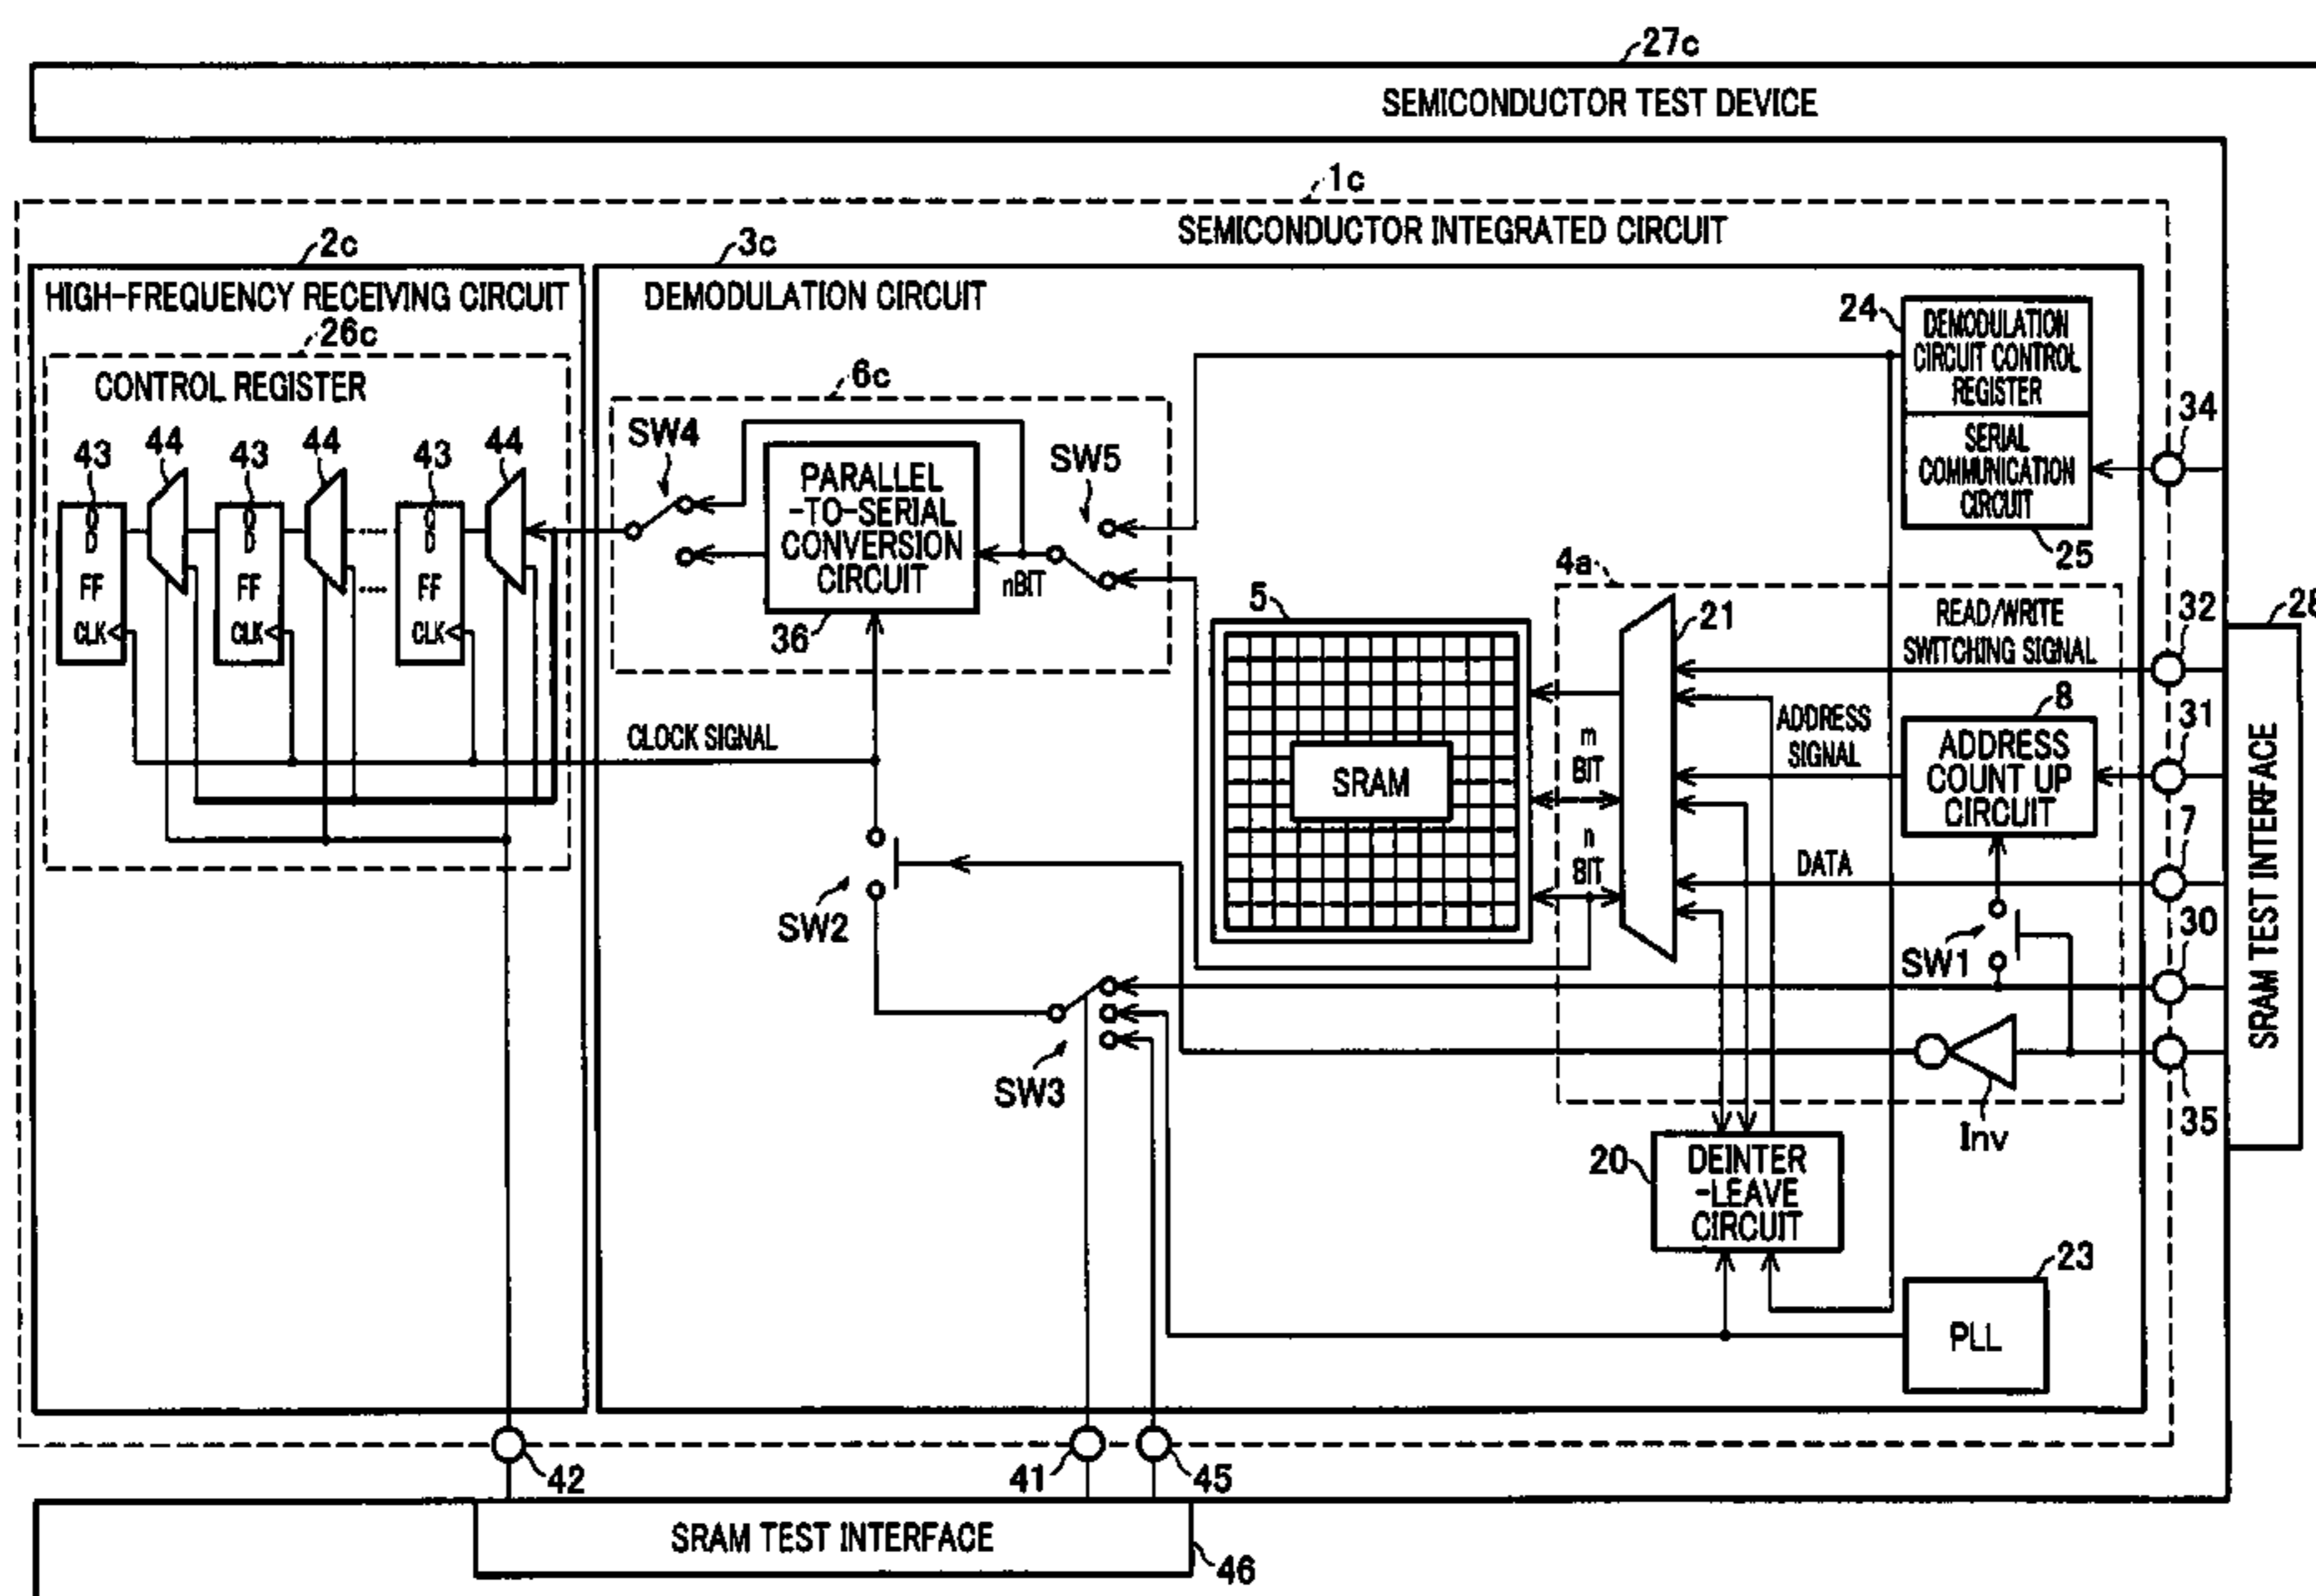 27c
SEMICONDUCTOR TEST DEVICE
1c
SEMICONDUCTOR INTEGRATED CIRCUIT
2c
3c
HIGH-FREQUENCY RECEIVING CIRCUIT
DEMODULATION CIRCUIT
26c
CONTROL REGISTER
24
DEMODULATION
CIRCUIT CONTROL
REGISTER
SERIAL
COMMUNICATION
CIRCUIT
25
34
6c
SW4
SW5
PARALLEL
-TO-SERIAL
CONVERSION
CIRCUIT
nBIT
36
43
44
43
44
43
44
Q
D
FF
CLK
Q
D
FF
CLK
Q
D
FF
CLK
4a
5
21
READ/WRITE
SWITCHING SIGNAL
32
28
CLOCK SIGNAL
SRAM
m
BIT
n
BIT
ADDRESS
SIGNAL
8
ADDRESS
COUNT UP
CIRCUIT
31
7
DATA
SW2
SW1
30
SRAM TEST INTERFACE
SW3
Inv
35
20
DEINTER
-LEAVE
CIRCUIT
23
PLL
42
41
45
SRAM TEST INTERFACE
46